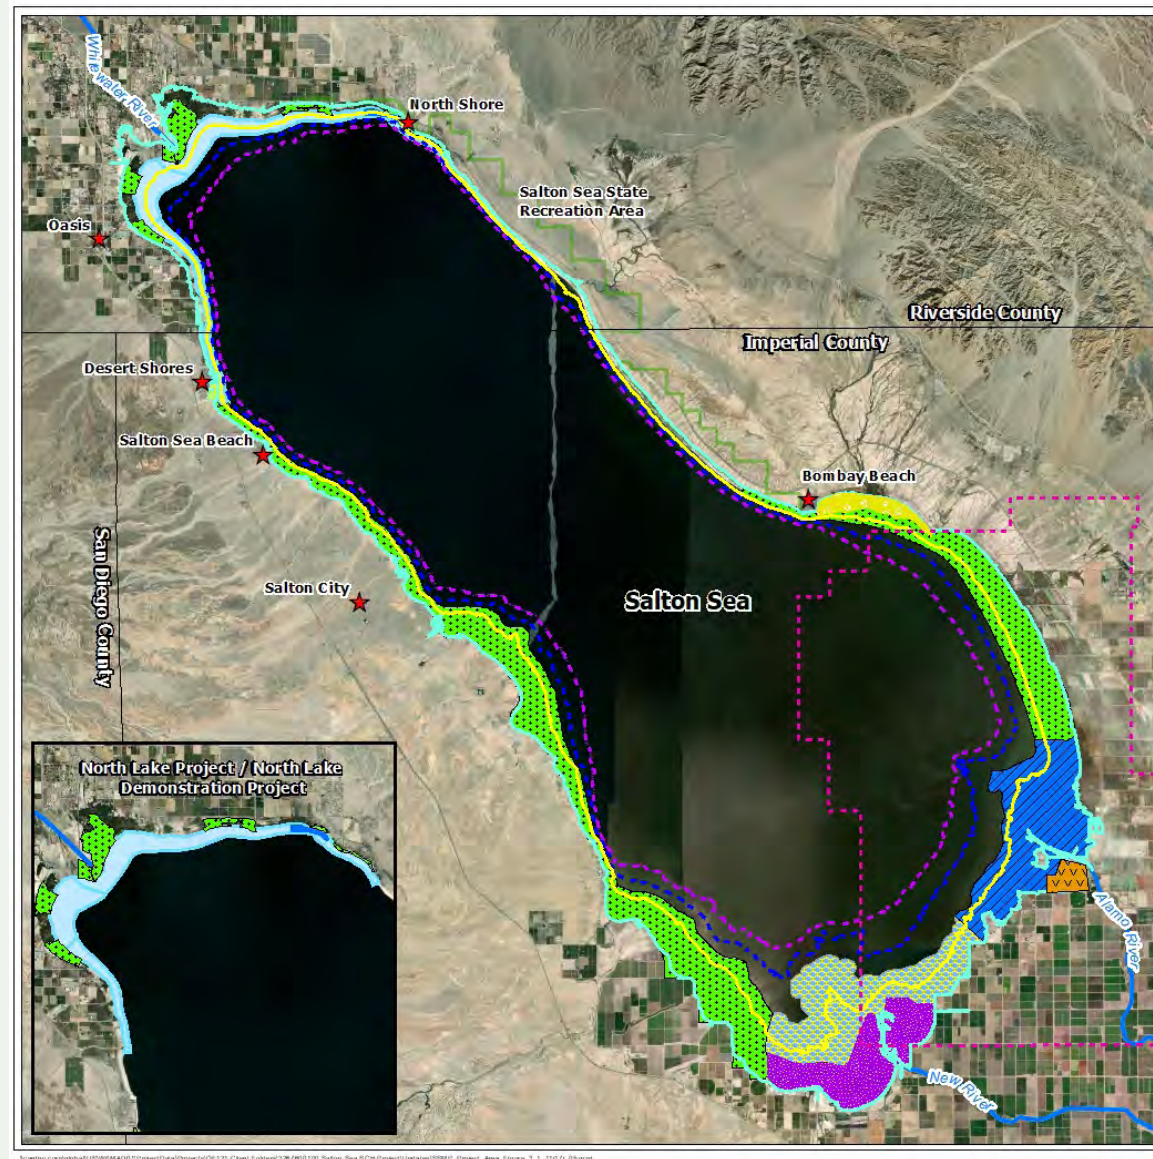 Whitewater River
North Shore
Salton Sea State
Recreation Area
Oasis
Riverside County
Imperial County
Desert Shores
Salton Sea Beach
Bombay Beach
San Diego County
Salton City
Salton Sea
North Lake Project / North Lake
Demonstration Project
Alamo River
New River